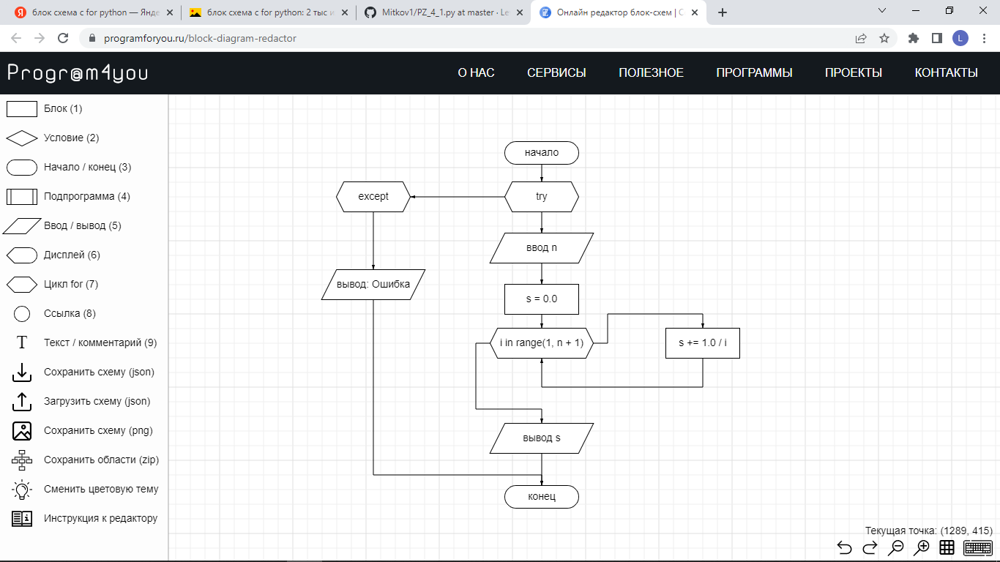 блок схема с for python — Янде
блок схема с for python: 2 тыс и
Mitkov1/PZ_4_1.py at master · Le
Онлайн редактор блок-схем | С
programforyou.ru/block-diagram-redactor
L
Progr@m4you
О НАС
СЕРВИСЫ
ПОЛЕЗНОЕ
ПРОГРАММЫ
ПРОЕКТЫ
КОНТАКТЫ
Блок (1)
Условие (2)
Начало / конец (3)
Подпрограмма (4)
Ввод / вывод (5)
Дисплей (6)
Цикл for (7)
Ссылка (8)
T
Текст / комментарий (9)
Сохранить схему (json)
Загрузить схему (json)
Сохранить схему (png)
Сохранить области (zip)
Сменить цветовую тему
Инструкция к редактору
начало
except
try
ввод n
вывод: Ошибка
s = 0.0
i in range(1, n + 1)
s += 1.0 / i
вывод s
конец
Текущая точка: (1289, 415)